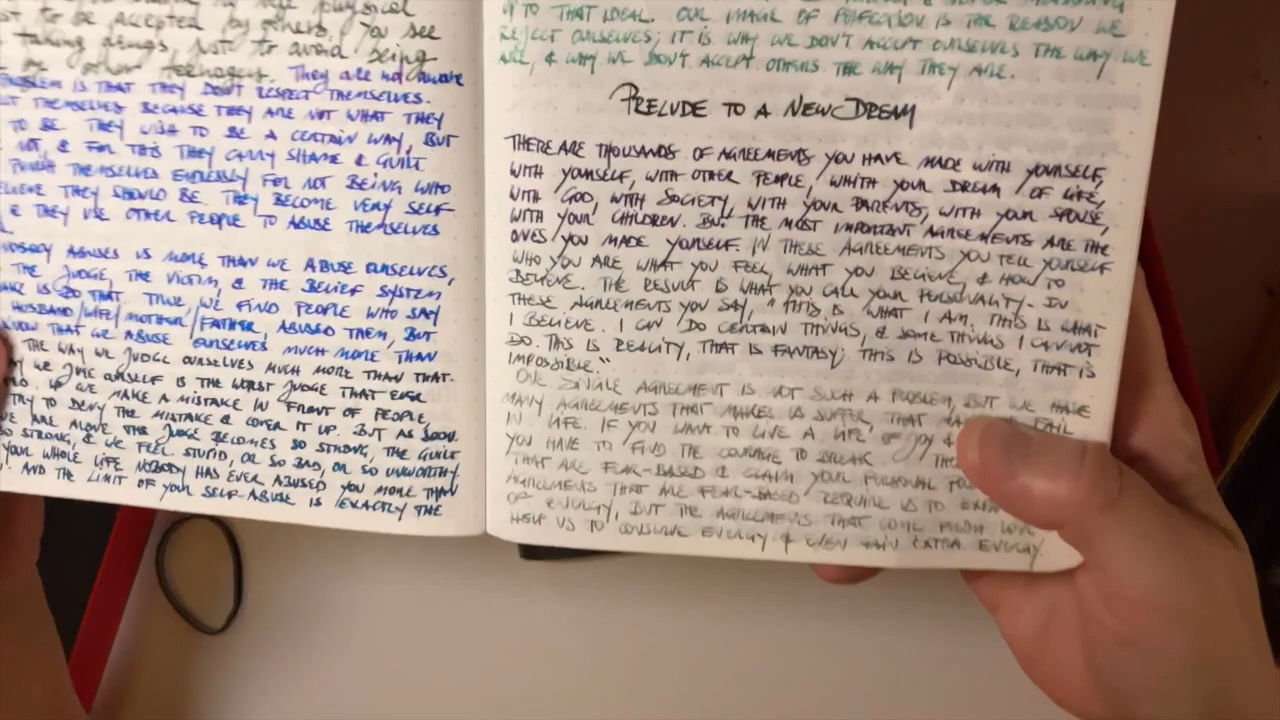 physical
to be accepted by others. You see
taking drugs, just to avoid being
other teenagers. They are not aware
PROBLEM IS THAT THEY DON'T RESPECT THEMSELVES.
THEMSELVES BECAUSE THEY ARE NOT WHAT THEY
TO BE. THEY WISH TO BE A CERTAIN WAY, BUT
NOT, & FOR THIS THEY CARRY SHAME & GUILT
PUNISH THEMSELVES ENDLESSLY FOR NOT BEING WHO
BELIEVE THEY SHOULD BE. THEY BECOME VERY SELF
& THEY USE OTHER PEOPLE TO ABUSE THEMSELVES
NOBODY ABUSES US MORE THAN WE ABUSE OURSELVES,
THE JUDGE, THE VICTIM, & THE BELIEF SYSTEM
US DO THAT. TRUE, WE FIND PEOPLE WHO SAY
HUSBAND/WIFE/MOTHER/FATHER, ABUSED THEM, BUT
KNOW THAT WE ABUSE OURSELVES MUCH MORE THAN
THE WAY WE JUDGE OURSELVES MUCH MORE THAN THAT.
WE OURSELF IS THE WORST JUDGE THAT EVER
IF WE MAKE A MISTAKE IN FRONT OF PEOPLE,
TRY TO DENY THE MISTAKE & COVER IT UP. BUT AS SOON
ARE ALONE, THE JUDGE BECOMES SO STRONG, THE GUILT
SO STRONG, & WE FEEL STUPID, OR SO BAD, OR SO UNWORTHY.
YOUR WHOLE LIFE NOBODY HAS EVER ABUSED YOU MORE THAN
AND THE LIMIT OF YOUR SELF-ABUSE IS EXACTLY THE
UP TO THAT IDEAL. OUR IMAGE OF PERFECTION IS THE REASON WE
REJECT OURSELVES; IT IS WHY WE DON'T ACCEPT OURSELVES THE WAY WE
ARE, & WHY WE DON'T ACCEPT OTHERS THE WAY THEY ARE.
PRELUDE TO A NEW DREAM
THERE ARE THOUSANDS OF AGREEMENTS YOU HAVE MADE WITH YOURSELF,
WITH YOURSELF, WITH OTHER PEOPLE, WHITH YOUR DREAM OF LIFE,
WITH GOD, WITH SOCIETY, WITH YOUR PARENTS, WITH YOUR SPOUSE,
WITH YOUR CHILDREN. BUT THE MOST IMPORTANT AGREEMENTS ARE THE
ONES YOU MADE YOURSELF. IN THESE AGREEMENTS YOU TELL YOURSELF
WHO YOU ARE WHAT YOU FEEL, WHAT YOU BELIEVE, & HOW TO
BELIEVE. THE RESULT IS WHAT YOU CALL YOUR PERSONALITY. IN
THESE AGREEMENTS YOU SAY, "THIS IS WHAT I AM. THIS IS WHAT
I BELIEVE. I CAN DO CERTAIN THINGS, & SOME THINGS I CANNOT
DO. THIS IS REALITY, THAT IS FANTASY; THIS IS POSSIBLE, THAT IS
IMPOSSIBLE."
ONE SINGLE AGREEMENT IS NOT SUCH A PROBLEM, BUT WE HAVE
MANY AGREEMENTS THAT MAKES US SUFFER, THAT FAIL
IN LIFE. IF YOU WANT TO LIVE A LIFE OF JOY &
YOU HAVE TO FIND THE COURAGE TO BREAK
THAT ARE FEAR-BASED & CLAIM YOUR PERSONAL
AGREEMENTS THAT ARE FEAR-BASED REQUIRE US TO
OF ENERGY, BUT THE AGREEMENTS THAT COME FROM LOVE
HELP US TO CONSERVE ENERGY & EVEN GAIN EXTRA ENERGY.